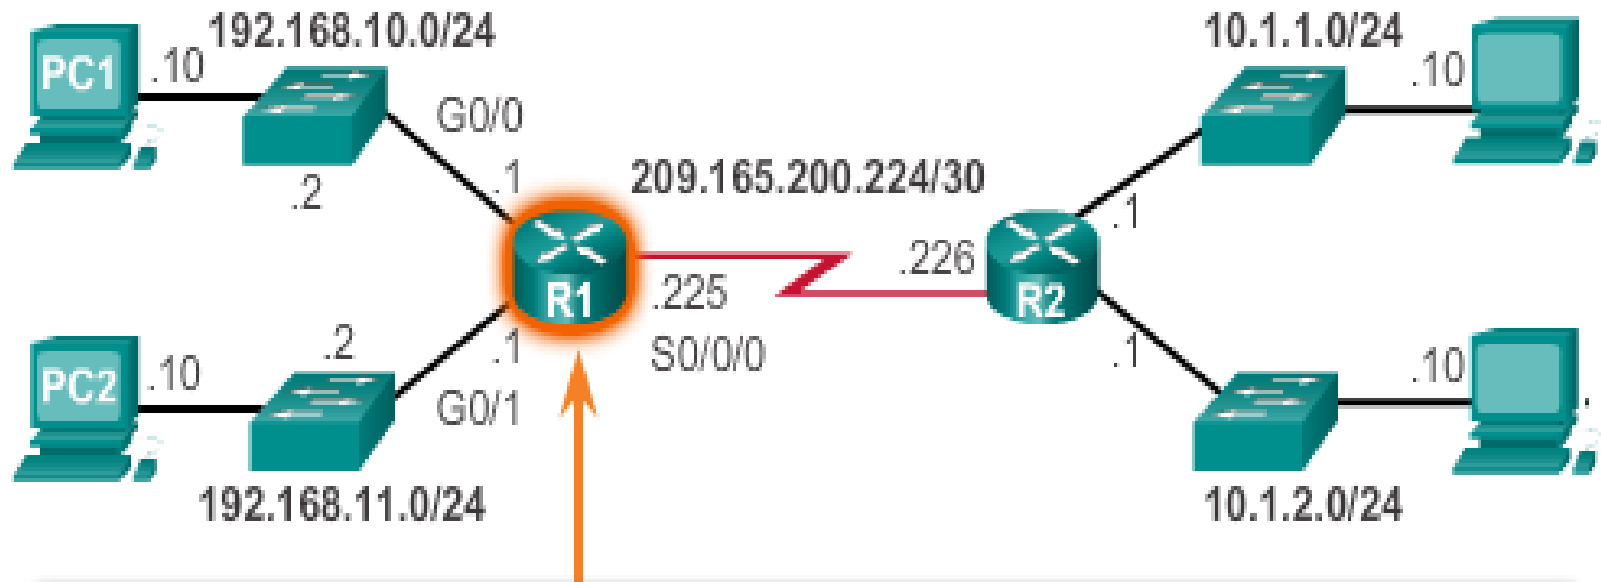 192.168.10.0/24
10.1.1.0/24
PC1
.10
.10
G0/0
.2
.1
209.165.200.224/30
.1
.226
R1
.225
R2
S0/0/0
.2
.1
.1
PC2
.10
.10
G0/1
192.168.11.0/24
10.1.2.0/24